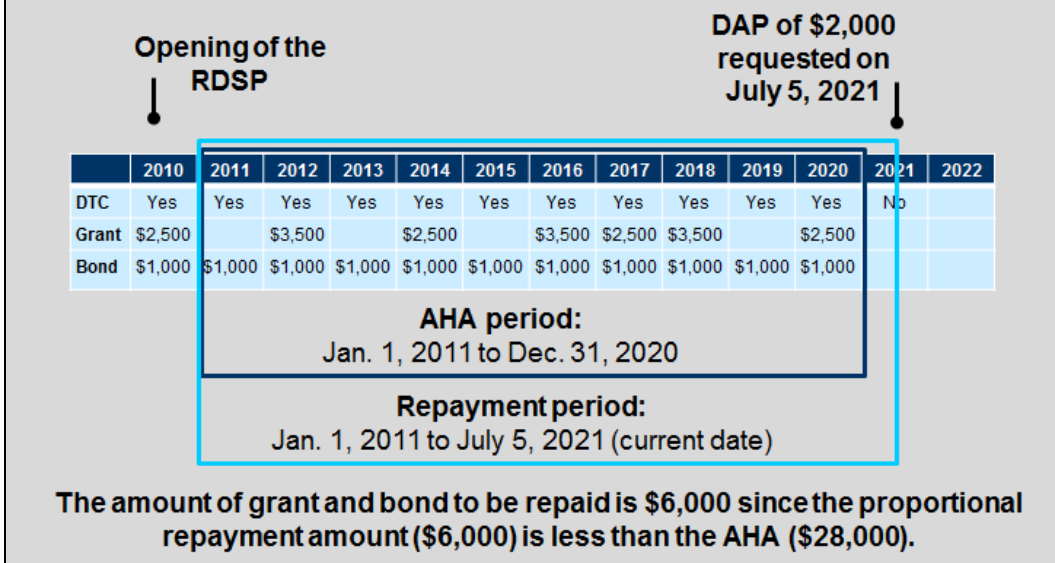 Opening of the
RDSP
DAP of $2,000
requested on
July 5, 2021
2010 2011 2012 2013 2014 2015 2016 2017 2018 2019 2020 2021 2022
DTC Yes Yes Yes Yes Yes Yes Yes Yes Yes Yes Yes No
Grant $2,500 $3,500 $2,500 $3,500 $2,500 $3,500 $2,500
Bond $1,000 $1,000 $1,000 $1,000 $1,000 $1,000 $1,000 $1,000 $1,000 $1,000 $1,000
AHA period:
Jan. 1, 2011 to Dec. 31, 2020
Repayment period:
Jan. 1, 2011 to July 5, 2021 (current date)
The amount of grant and bond to be repaid is $6,000 since the proportional
repayment amount ($6,000) is less than the AHA ($28,000).